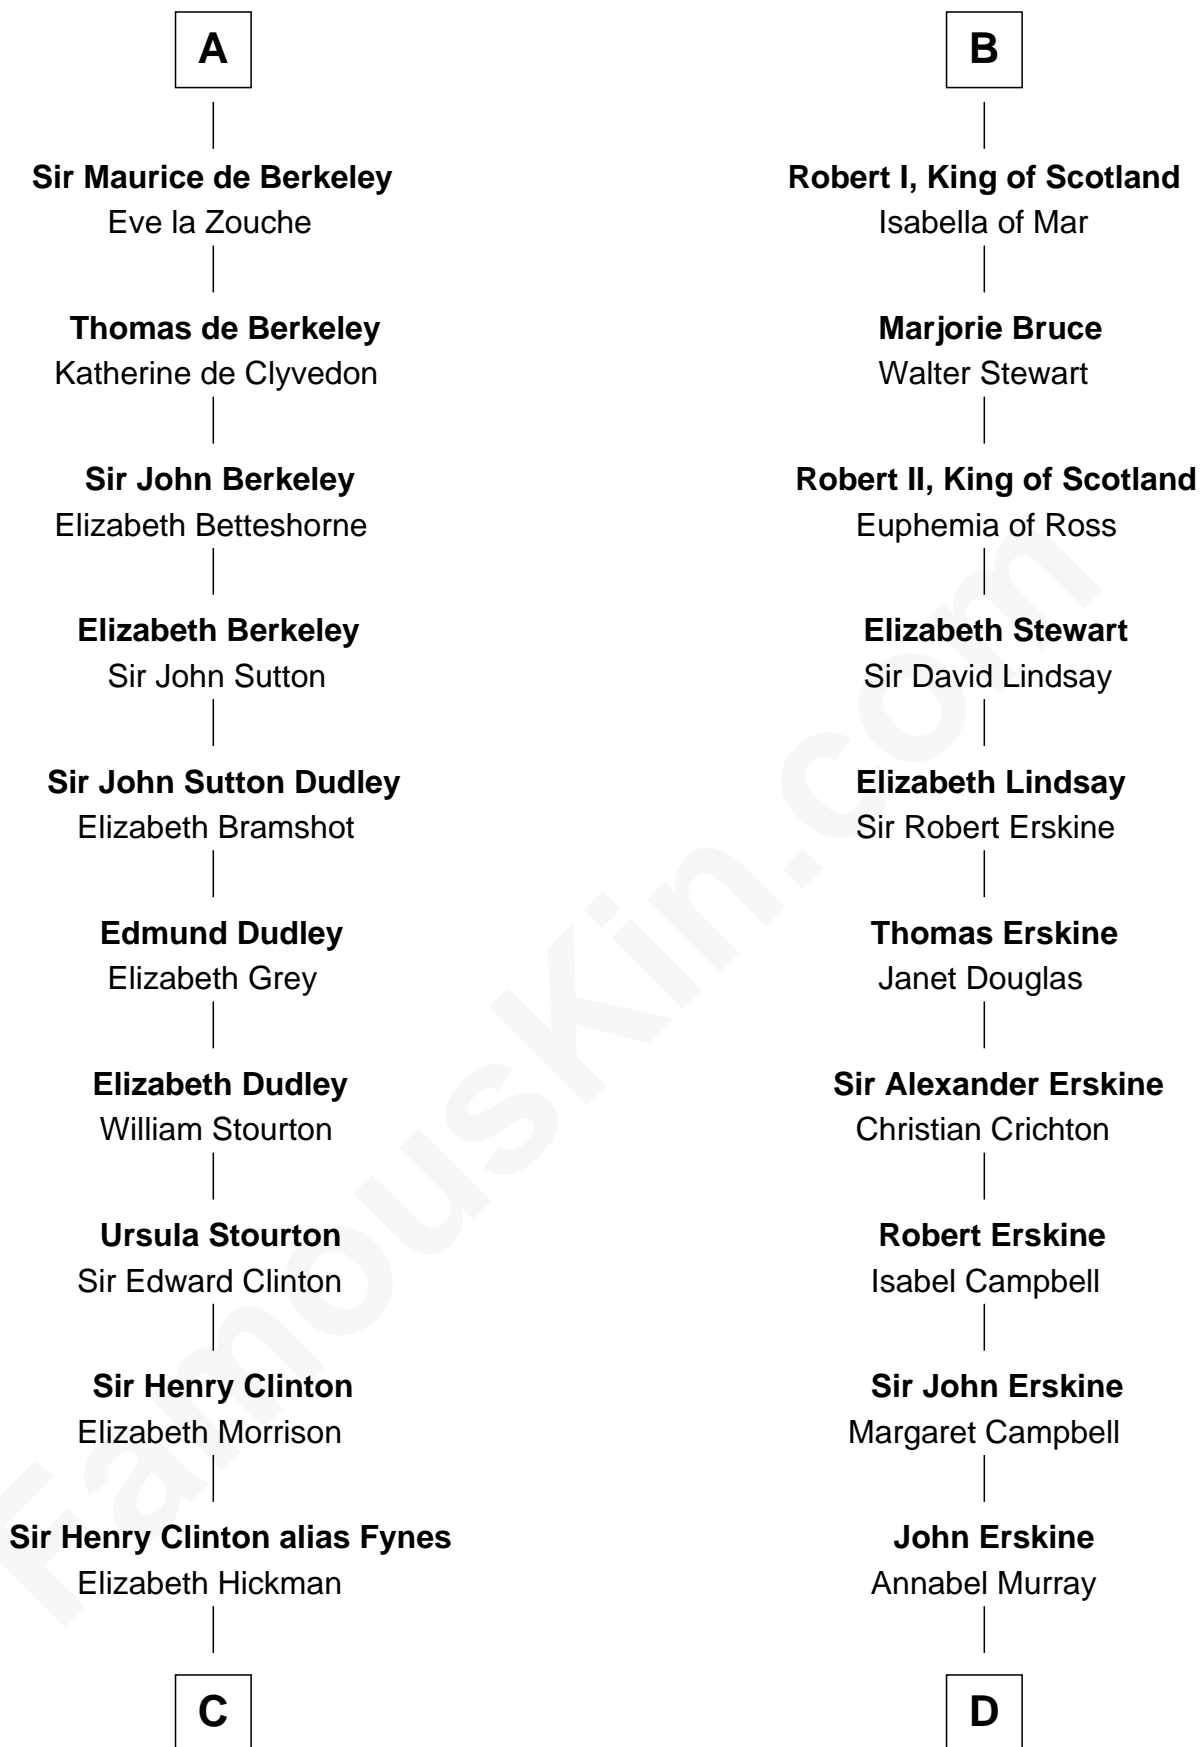 A
Sir Maurice de Berkeley
Eve la Zouche
Thomas de Berkeley
Katherine de Clyvedon
Sir John Berkeley
Elizabeth Betteshorne
Elizabeth Berkeley
Sir John Sutton
Sir John Sutton Dudley
Elizabeth Bramshot
Edmund Dudley
Elizabeth Grey
Elizabeth Dudley
William Stourton
Ursula Stourton
Sir Edward Clinton
Sir Henry Clinton
Elizabeth Morrison
Sir Henry Clinton alias Fynes
Elizabeth Hickman
C
B
Robert I, King of Scotland
Isabella of Mar
Marjorie Bruce
Walter Stewart
Robert II, King of Scotland
Euphemia of Ross
Elizabeth Stewart
Sir David Lindsay
Elizabeth Lindsay
Sir Robert Erskine
Thomas Erskine
Janet Douglas
Sir Alexander Erskine
Christian Crichton
Robert Erskine
Isabel Campbell
Sir John Erskine
Margaret Campbell
John Erskine
Annabel Murray
D
FamousKin.com